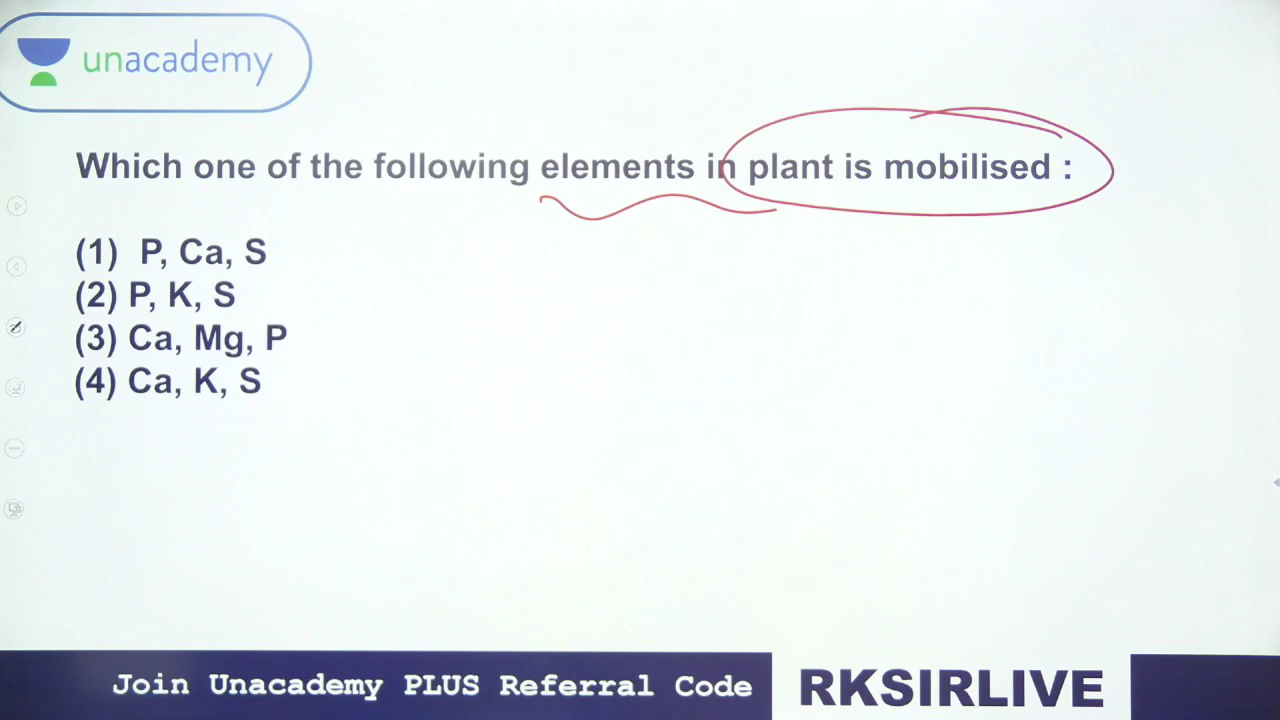 unacademy
Which one of the following elements in plant is mobilised :
(1) P, Ca, S
(2) P, K, S
(3) Ca, Mg, P
(4) Ca, K, S
Join Unacademy PLUS Referral Code
RKSIRLIVE